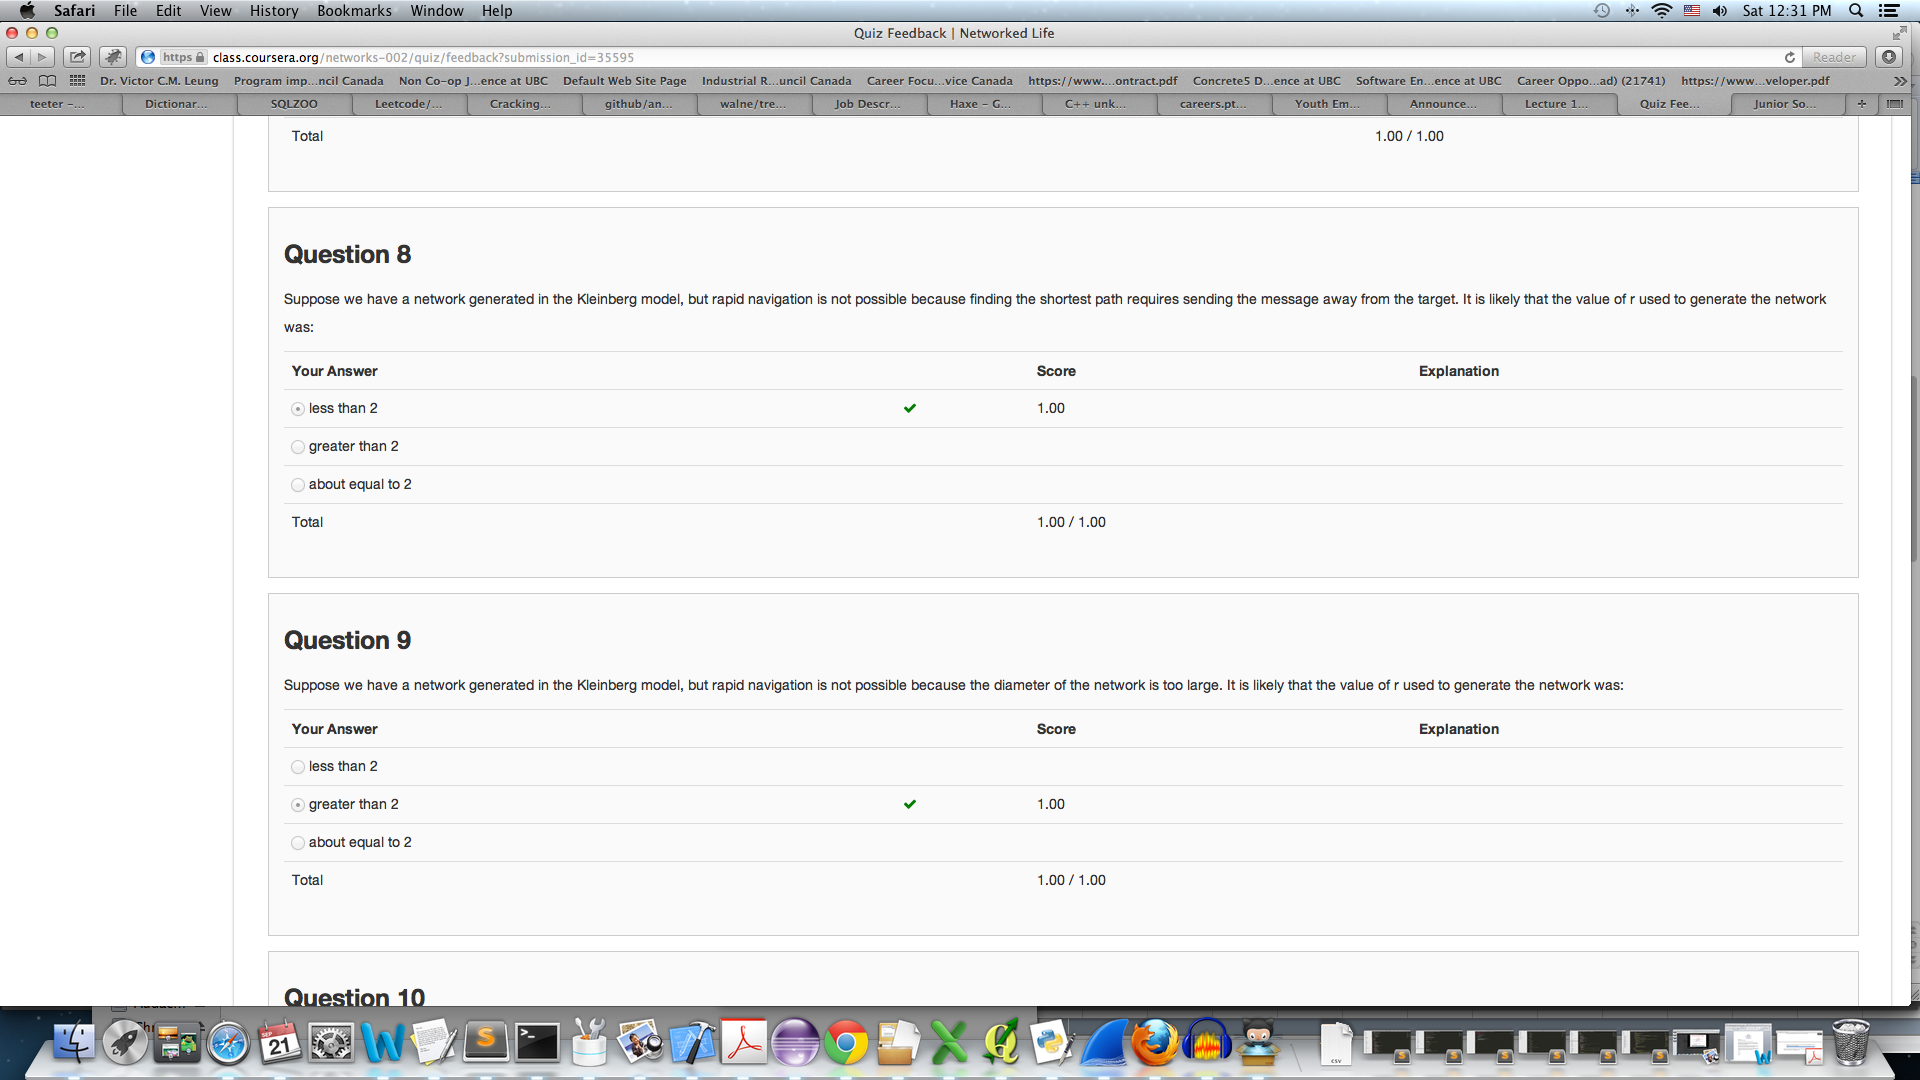 Safari File Edit View History Bookmarks Window Help Sat 12:31 PM
Quiz Feedback | Networked Life
https class.coursera.org/networks-002/quiz/feedback?submission_id=35595 Reader
Dr. Victor C.M. Leung Program imp...ncil Canada Non Co-op J...ence at UBC Default Web Site Page Industrial R...uncil Canada Career Focu...vice Canada https://www....ontract.pdf Concrete5 D...ence at UBC Software En...ence at UBC Career Oppo...ad) (21741) https://www...veloper.pdf
teeter -... Dictionar... SQLZOO Leetcode/... Cracking... github/an... walne/tre... Job Descr... Haxe - G... C++ unk... careers.pt... Youth Em... Announce... Lecture 1... Quiz Fee... Junior So...
Total 1.00 / 1.00
Question 8
Suppose we have a network generated in the Kleinberg model, but rapid navigation is not possible because finding the shortest path requires sending the message away from the target. It is likely that the value of r used to generate the network
was:
Your Answer Score Explanation
less than 2 1.00
greater than 2
about equal to 2
Total 1.00 / 1.00
Question 9
Suppose we have a network generated in the Kleinberg model, but rapid navigation is not possible because the diameter of the network is too large. It is likely that the value of r used to generate the network was:
Your Answer Score Explanation
less than 2
greater than 2 1.00
about equal to 2
Total 1.00 / 1.00
Question 10
SEP
21
CSV